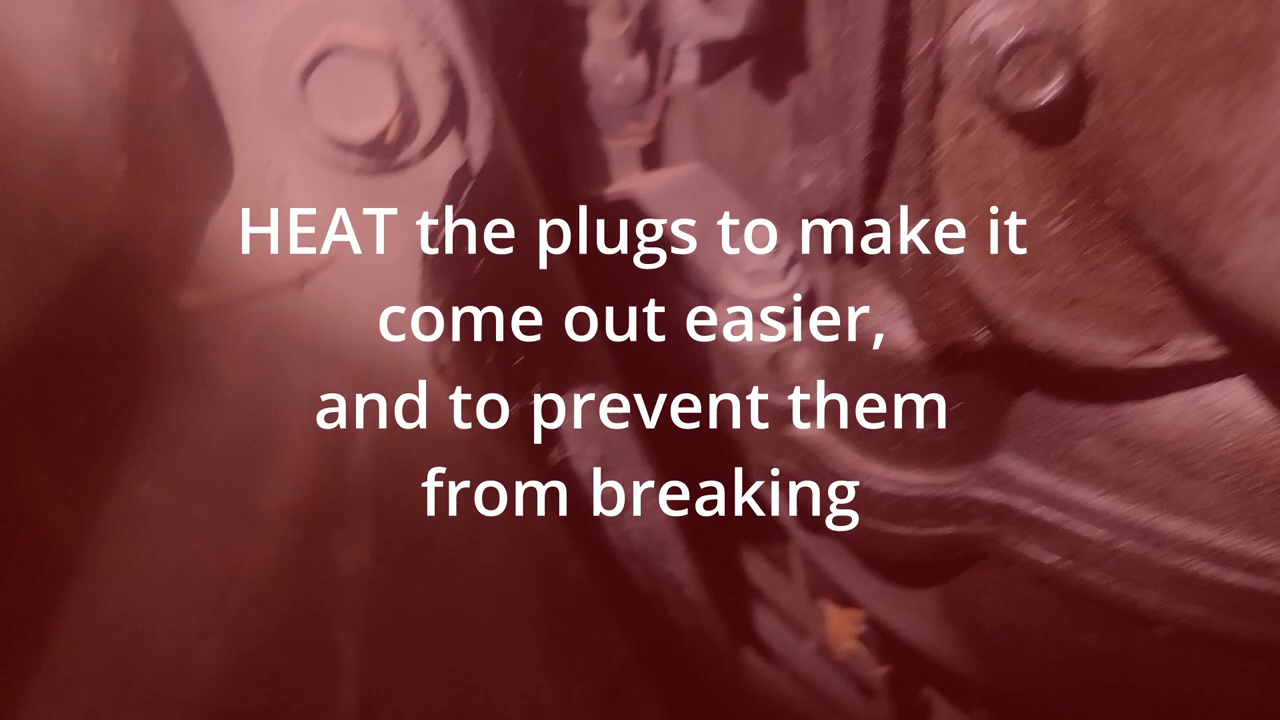 HEAT the plugs to make it
come out easier,
and to prevent them
from breaking